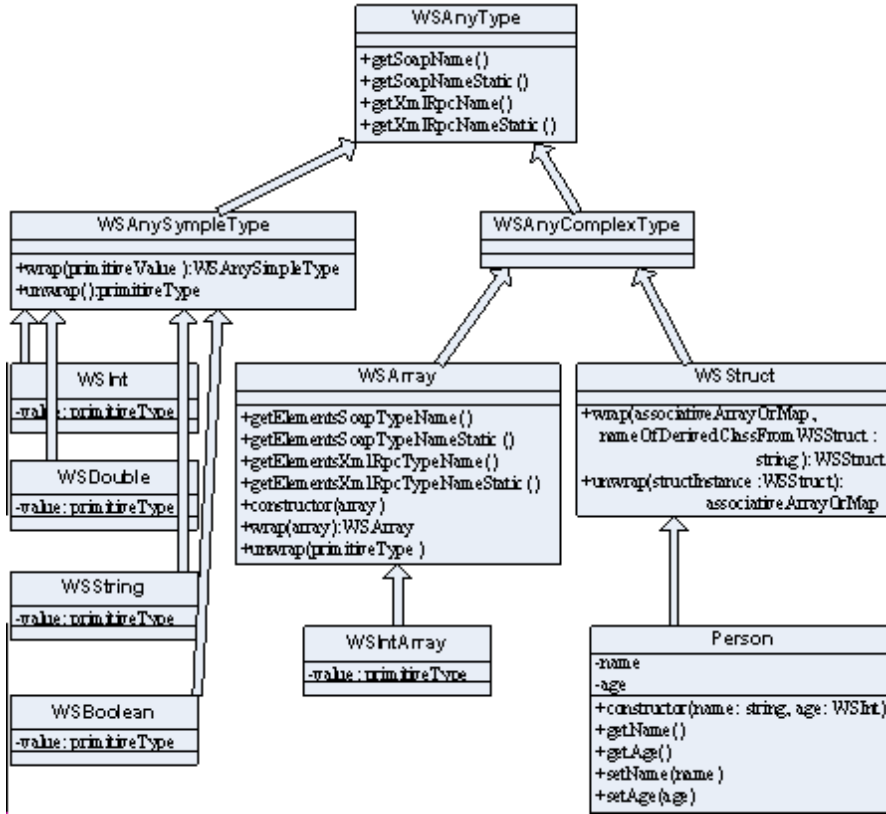 WSAnyType
+getSoapName()
+getSoapNameStatic()
+getXmlRpcName()
+getXmlRpcNameStatic()
WSAnySympleType
+wrap(primitiveValue):WSAnySimpleType
+unwrap():primitiveType
WSAnyComplexType
WSInt
-value: primitiveType
WSDouble
-value: primitiveType
WSString
-value: primitiveType
WSBoolean
-value: primitiveType
WSArray
+getElementsSoapTypeName()
+getElementsSoapTypeNameStatic()
+getElementsXmlRpcTypeName()
+getElementsXmlRpcTypeNameStatic()
+constructor(array)
+wrap(array):WSArray
+unwrap(primitiveType)
WSIntArray
-value: primitiveType
WSStruct
+wrap(associativeArrayOrMap,
nameOfDerivedClassFromWSStruct:
string): WSStruct
+unwrap(structInstance:WSStruct):
associativeArrayOrMap
Person
-name
-age
+constructor(name: string, age: WSInt)
+getName()
+getAge()
+setName(name)
+setAge(age)